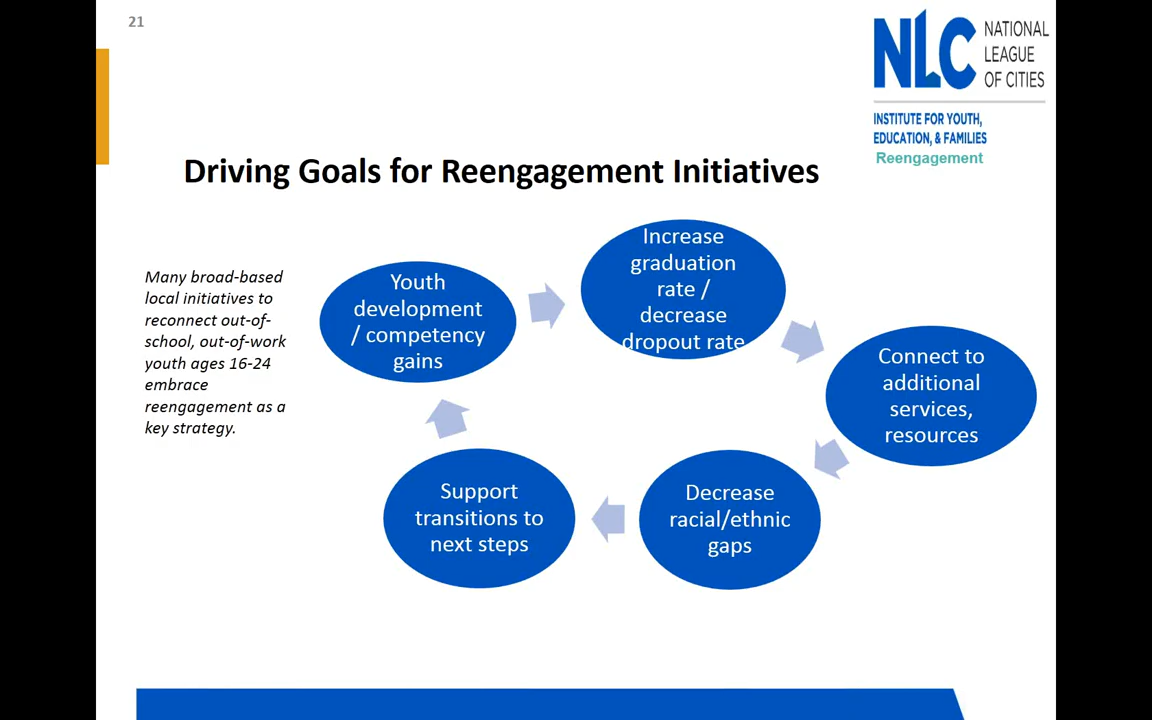 21
NLC
NATIONAL
LEAGUE
OF CITIES
INSTITUTE FOR YOUTH,
EDUCATION, & FAMILIES
Reengagement
Driving Goals for Reengagement Initiatives
Many broad-based
local initiatives to
reconnect out-of-
school, out-of-work
youth ages 16-24
embrace
reengagement as a
key strategy.
Youth
development
/ competency
gains
Increase
graduation
rate /
decrease
dropout rate
Connect to
additional
services,
resources
Decrease
racial/ethnic
gaps
Support
transitions to
next steps